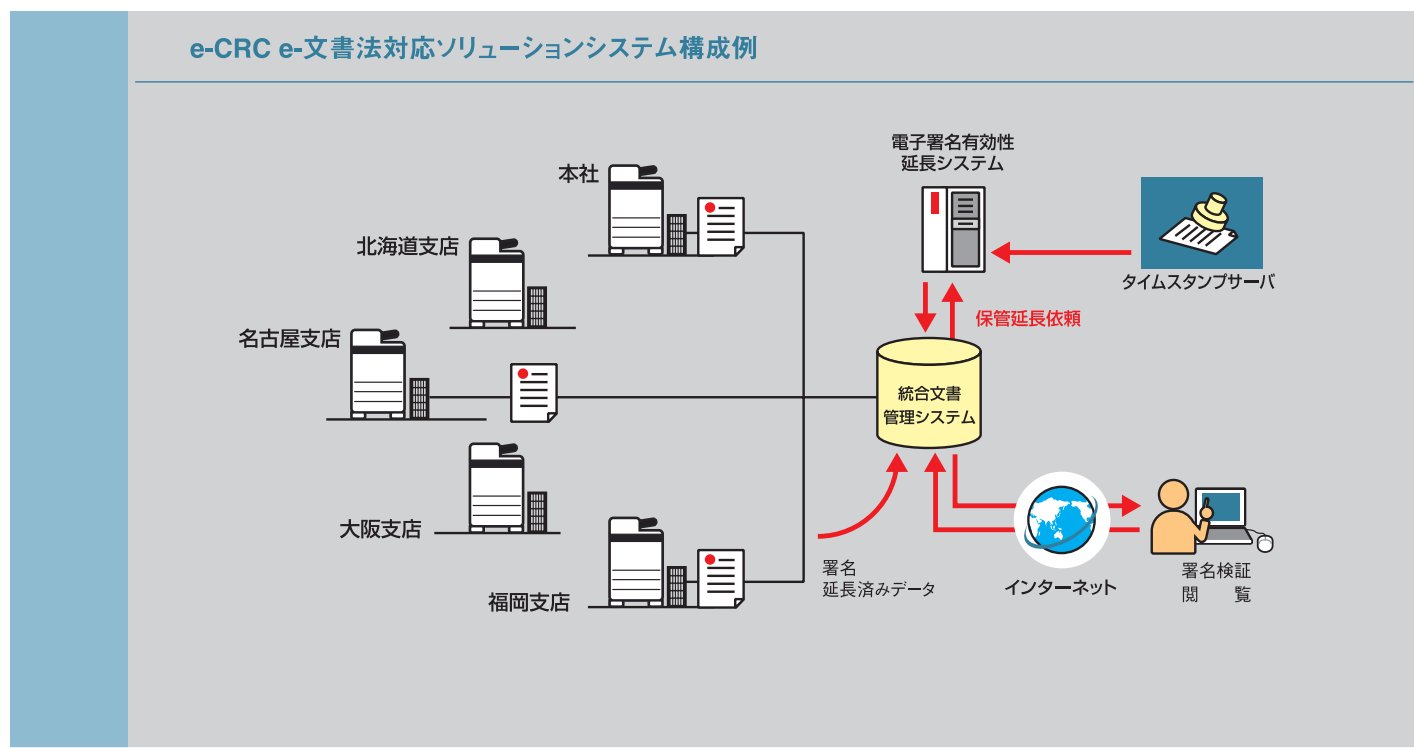 e-CRC e-文書法対応ソリューションシステム構成例
電子署名有効性
延長システム
本社
北海道支店
タイムスタンプサーバ
保管延長依頼
名古屋支店
統合文書
管理システム
大阪支店
署名
延長済みデータ
インターネット
署名検証
閲　覧
福岡支店